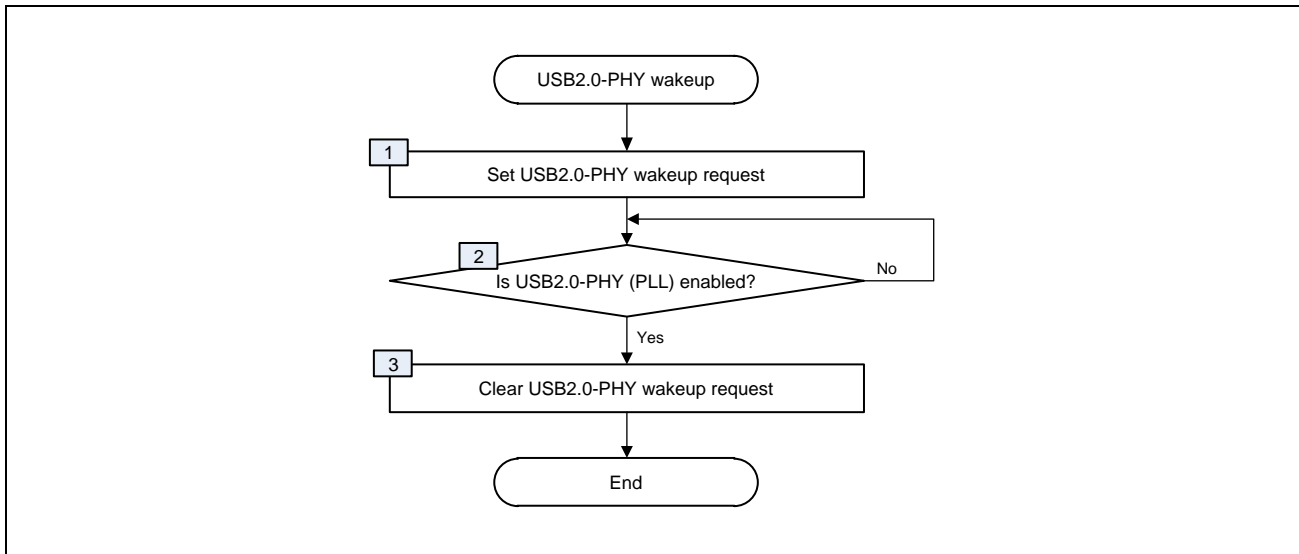 USB2.0-PHY wakeup
1
Set USB2.0-PHY wakeup request
2
Is USB2.0-PHY (PLL) enabled?
No
Yes
3
Clear USB2.0-PHY wakeup request
End